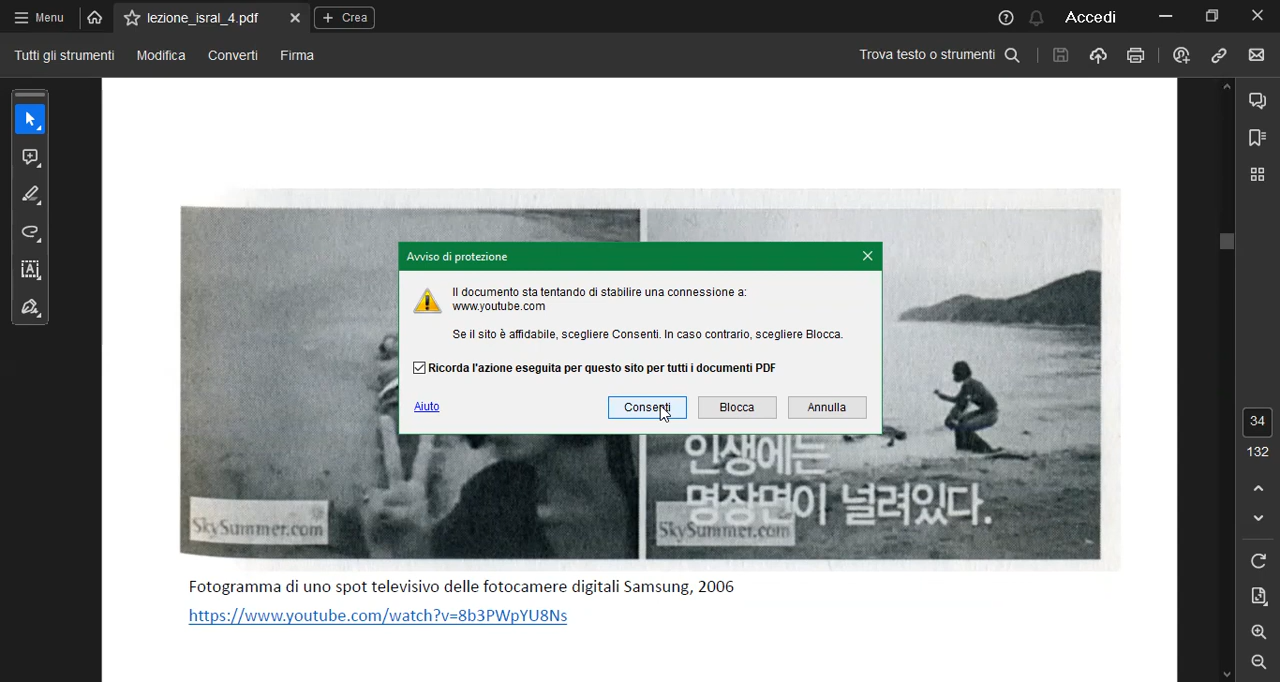 Menu
lezione_isral_4.pdf
Crea
Accedi
Tutti gli strumenti
Modifica
Converti
Firma
Trova testo o strumenti
Avviso di protezione
Il documento sta tentando di stabilire una connessione a:
www.youtube.com
Se il sito è affidabile, scegliere Consenti. In caso contrario, scegliere Blocca.
Ricorda l'azione eseguita per questo sito per tutti i documenti PDF
Aiuto
Consenti
Blocca
Annulla
34
132
인생에는
명장면이 널려있다.
SkySummer.com
SkySummer.com
Fotogramma di uno spot televisivo delle fotocamere digitali Samsung, 2006
https://www.youtube.com/watch?v=8b3PWpYU8Ns